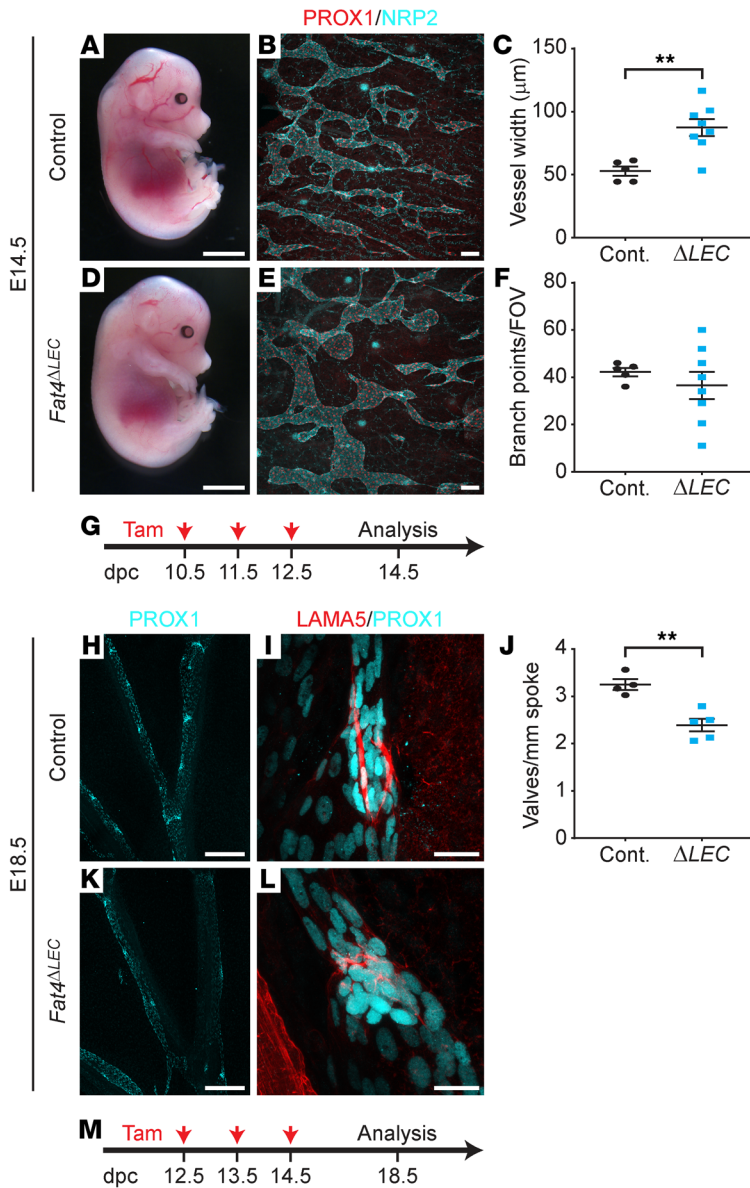 PROX1/NRP2
A
B
C
Control
150
100
50
0
Vessel width (μm)
**
Cont.
ΔLEC
E14.5
D
E
F
Fat4ΔLEC
80
60
40
20
0
Branch points/FOV
Cont.
ΔLEC
G
Tam
Analysis
dpc
10.5
11.5
12.5
14.5
PROX1
LAMA5/PROX1
H
I
J
Control
4
3
2
1
0
Valves/mm spoke
**
Cont.
ΔLEC
E18.5
K
L
Fat4ΔLEC
M
Tam
Analysis
dpc
12.5
13.5
14.5
18.5